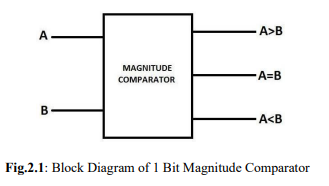 A
A>B
MAGNITUDE
COMPARATOR
A=B
B
A<B
Fig.2.1: Block Diagram of 1 Bit Magnitude Comparator